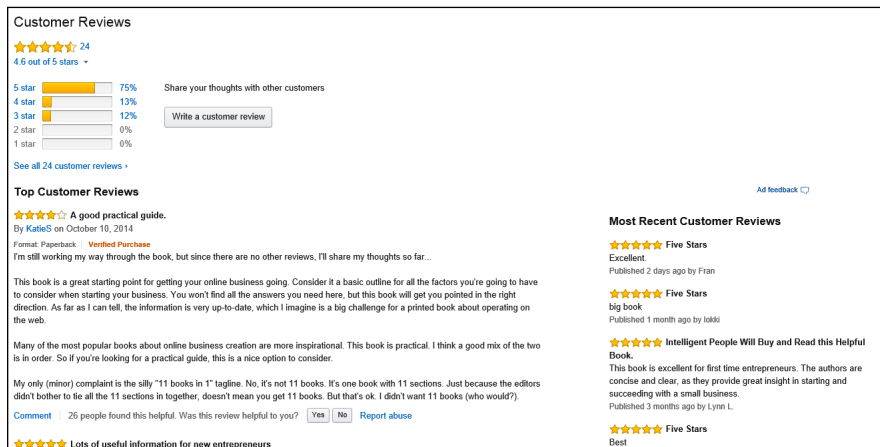 Customer Reviews
24
4.6 out of 5 stars
5 star 75%
4 star 13%
3 star 12%
2 star 0%
1 star 0%
Share your thoughts with other customers
Write a customer review
See all 24 customer reviews ›
Top Customer Reviews
A good practical guide.
By KatieS on October 10, 2014
Format: Paperback | Verified Purchase
I'm still working my way through the book, but since there are no other reviews, I'll share my thoughts so far...
This book is a great starting point for getting your online business going. Consider it a basic outline for all the factors you're going to have
to consider when starting your business. You won't find all the answers you need here, but this book will get you pointed in the right
direction. As far as I can tell, the information is very up-to-date, which I imagine is a big challenge for a printed book about operating on
the web.
Many of the most popular books about online business creation are more inspirational. This book is practical. I think a good mix of the two
is in order. So if you're looking for a practical guide, this is a nice option to consider.
My only (minor) complaint is the silly "11 books in 1" tagline. No, it's not 11 books. It's one book with 11 sections. Just because the editors
didn't bother to tie all the 11 sections in together, doesn't mean you get 11 books. But that's ok. I didn't want 11 books (who would?).
Comment | 26 people found this helpful. Was this review helpful to you? Yes No Report abuse
Lots of useful information for new entrepreneurs
Ad feedback
Most Recent Customer Reviews
Five Stars
Excellent.
Published 2 days ago by Fran
Five Stars
big book
Published 1 month ago by lokki
Intelligent People Will Buy and Read this Helpful
Book.
This book is excellent for first time entrepreneurs. The authors are
concise and clear, as they provide great insight in starting and
succeeding with a small business.
Published 3 months ago by Lynn L.
Five Stars
Best